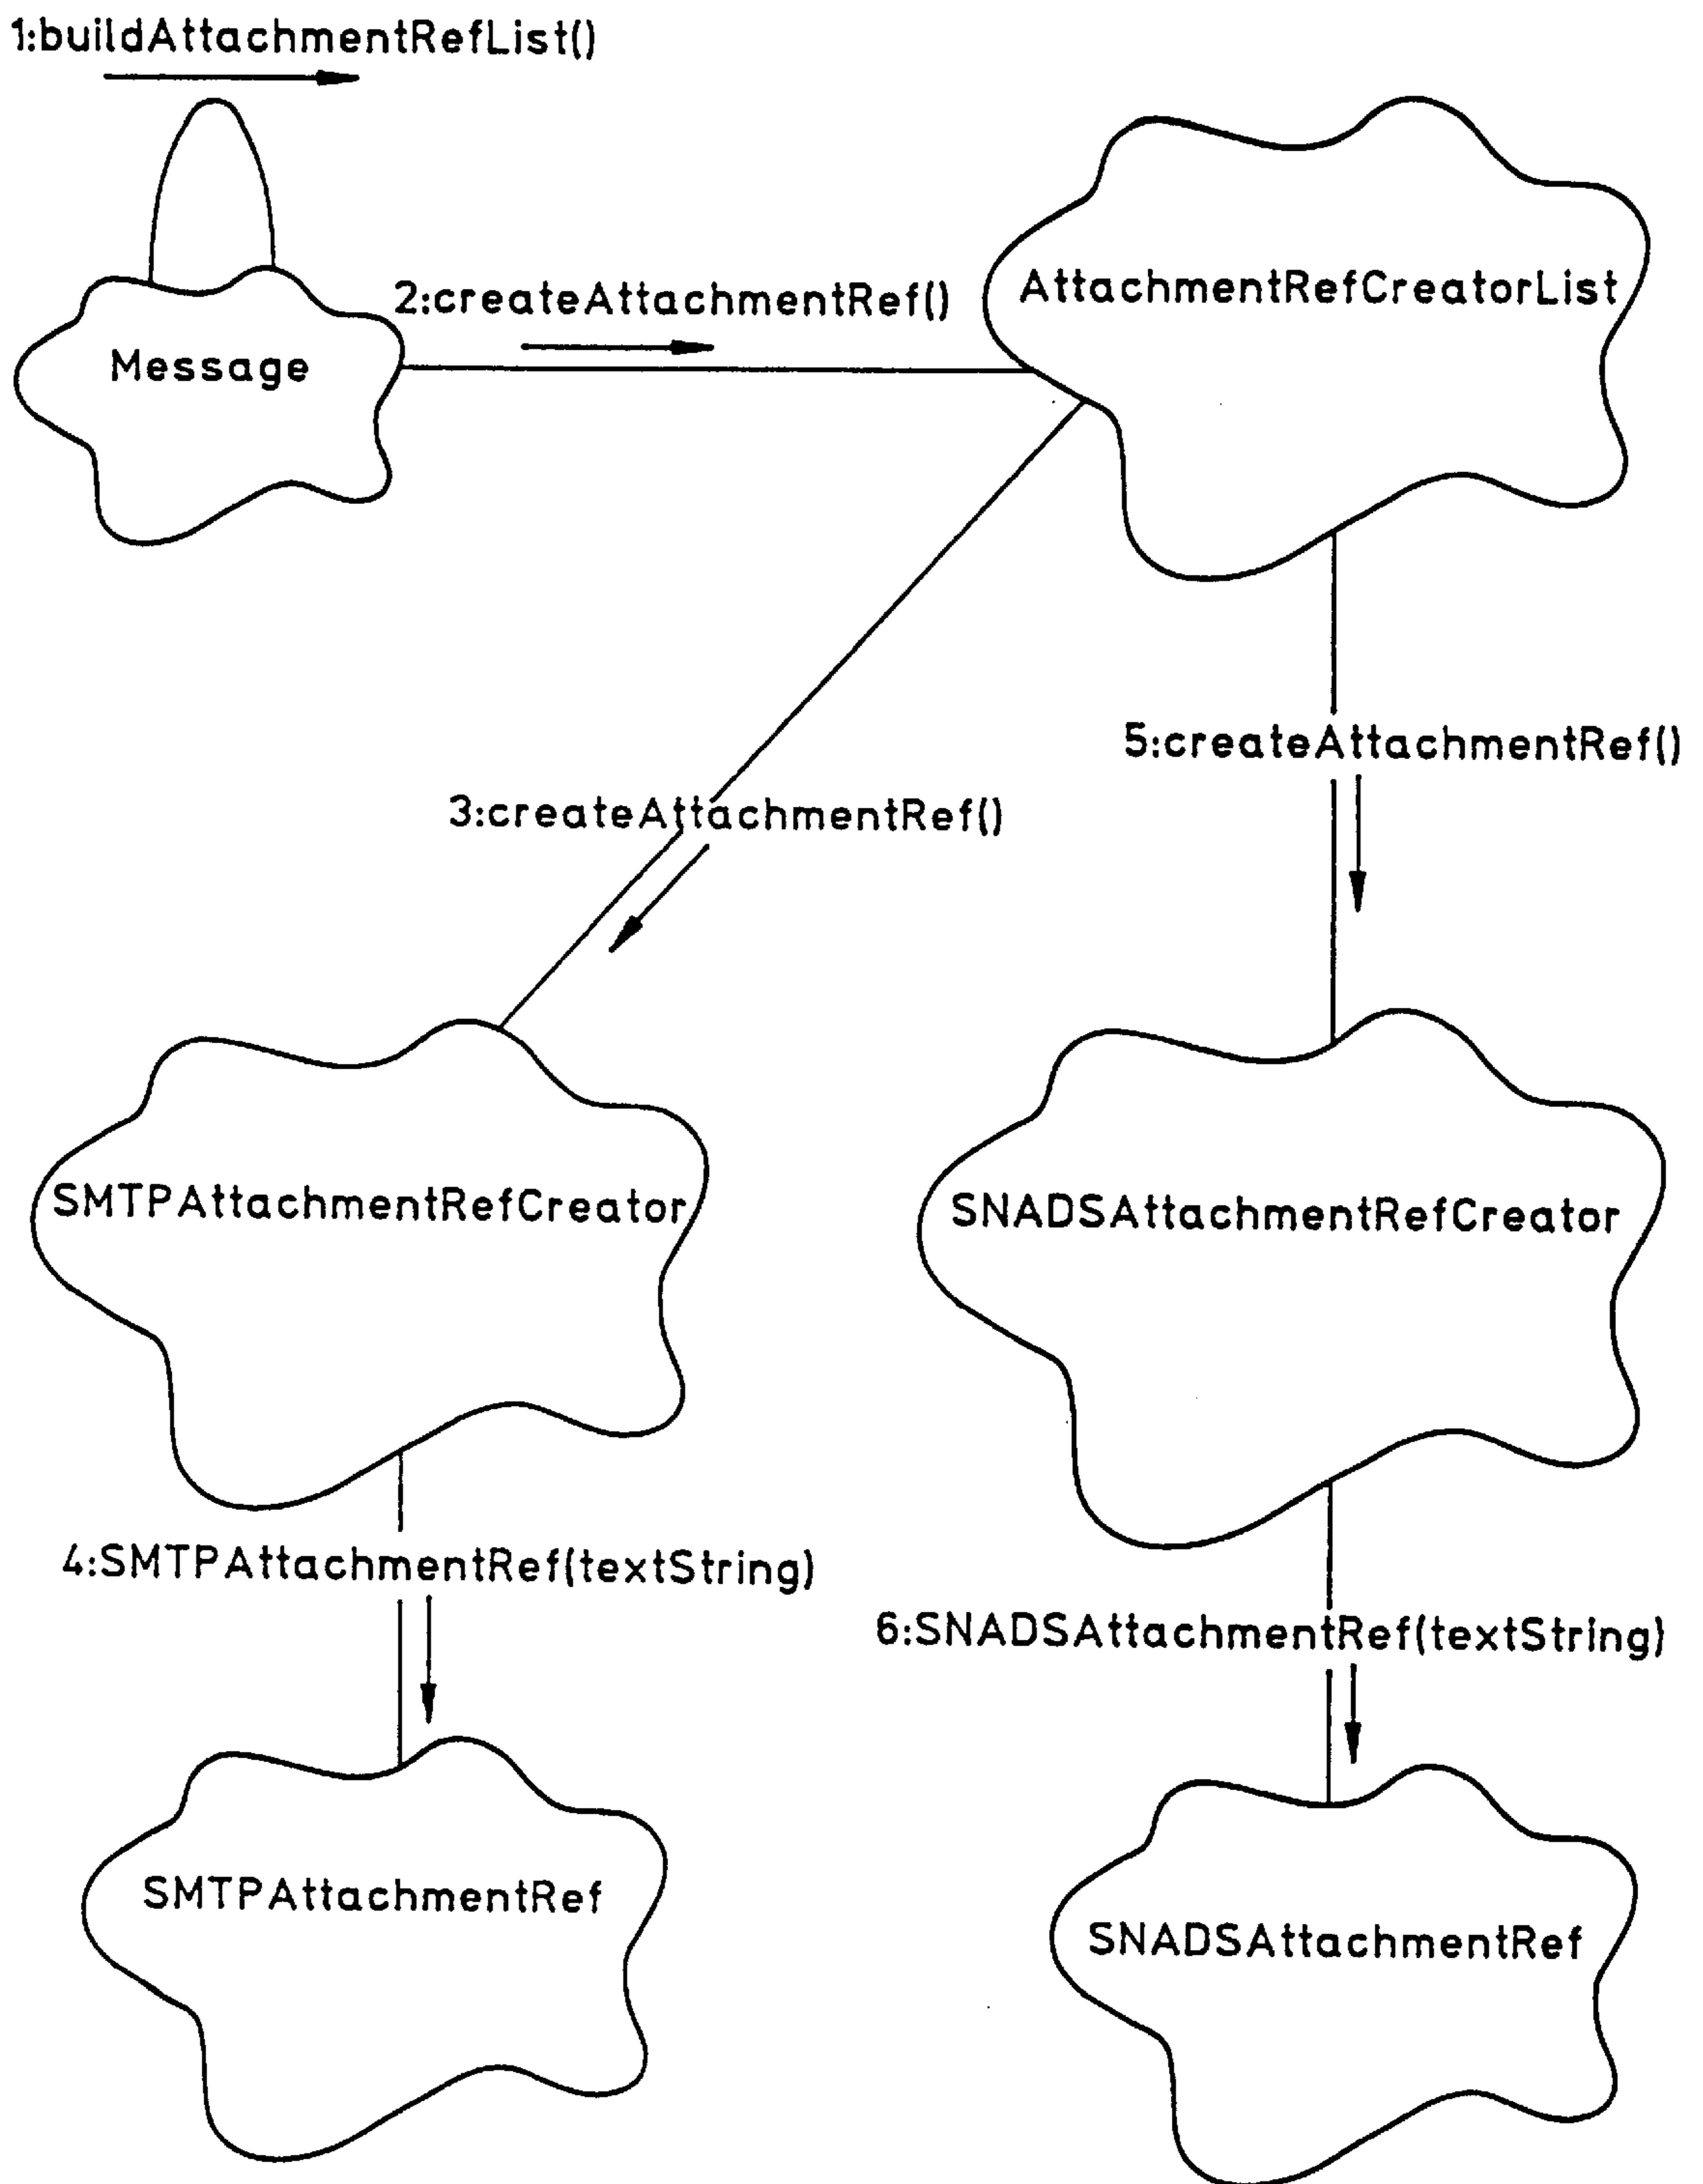 1:buildAttachmentRefList()
2:createAttachmentRef()
AttachmentRefCreatorList
Message
5:createAttachmentRef()
3:createAttachmentRef()
SMTPAttachmentRefCreator
SNADSAttachmentRefCreator
4:SMTPAttachmentRef(textString)
6:SNADSAttachmentRef(textString)
SMTPAttachmentRef
SNADSAttachmentRef